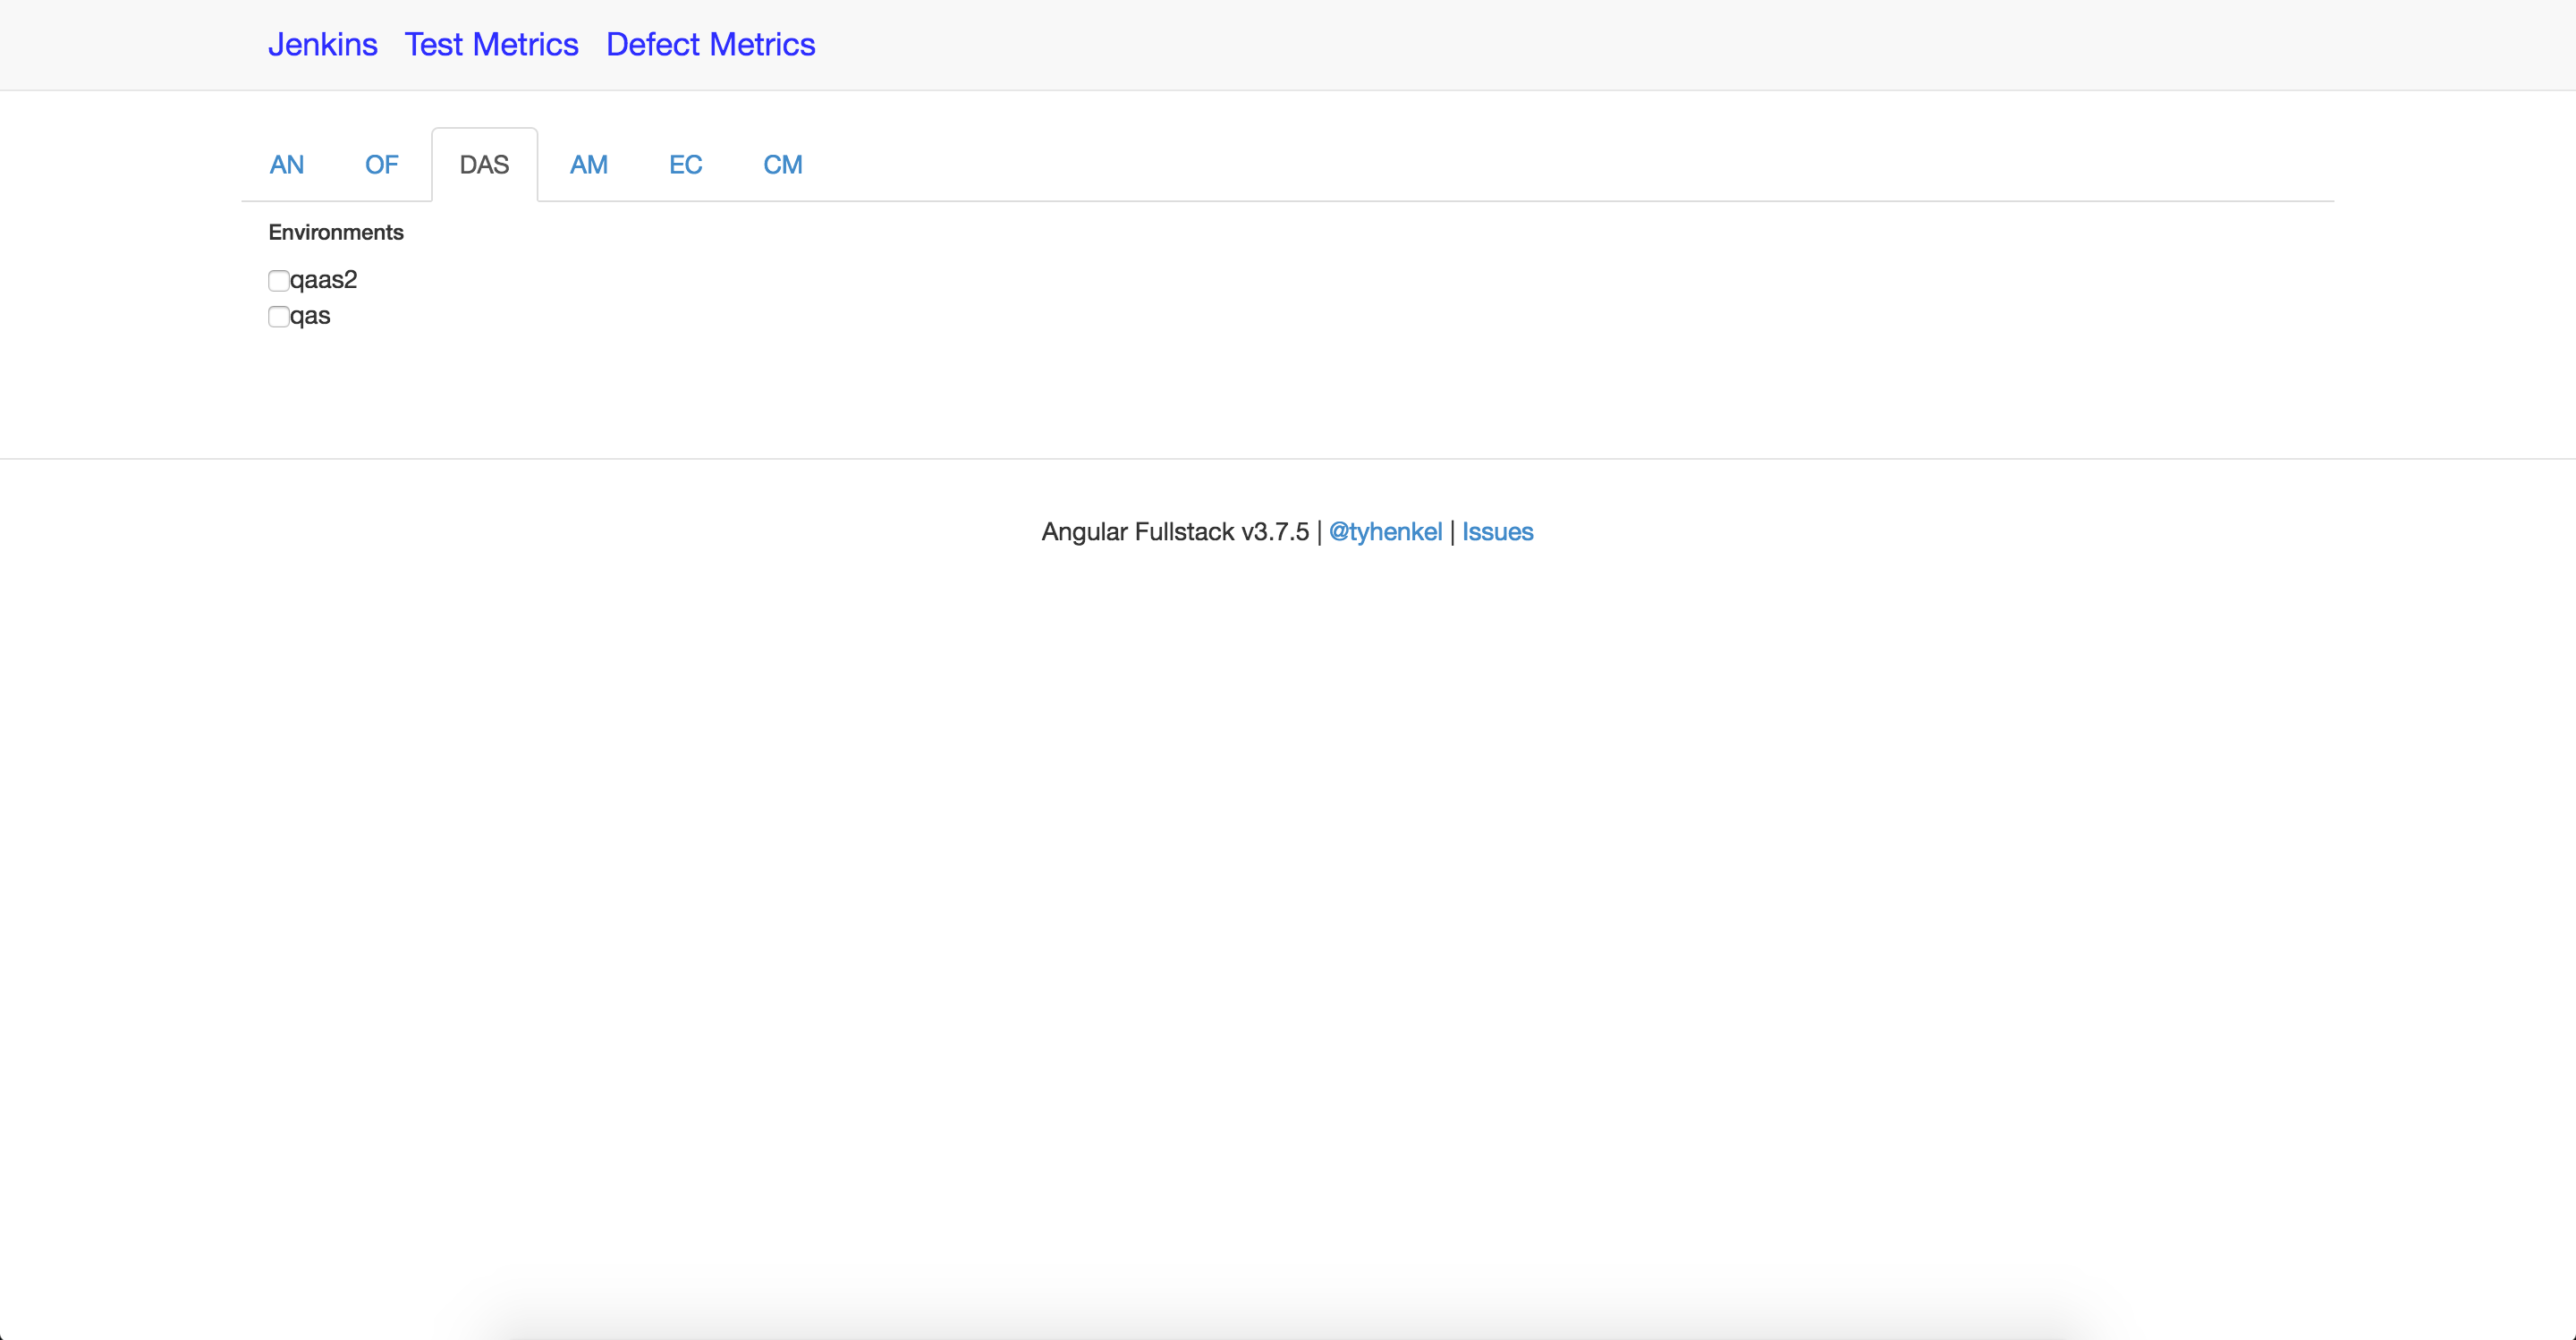 Jenkins Test Metrics Defect Metrics
AN OF DAS AM EC CM
Environments
qaas2
qas
Angular Fullstack v3.7.5 | @tyhenkel | Issues